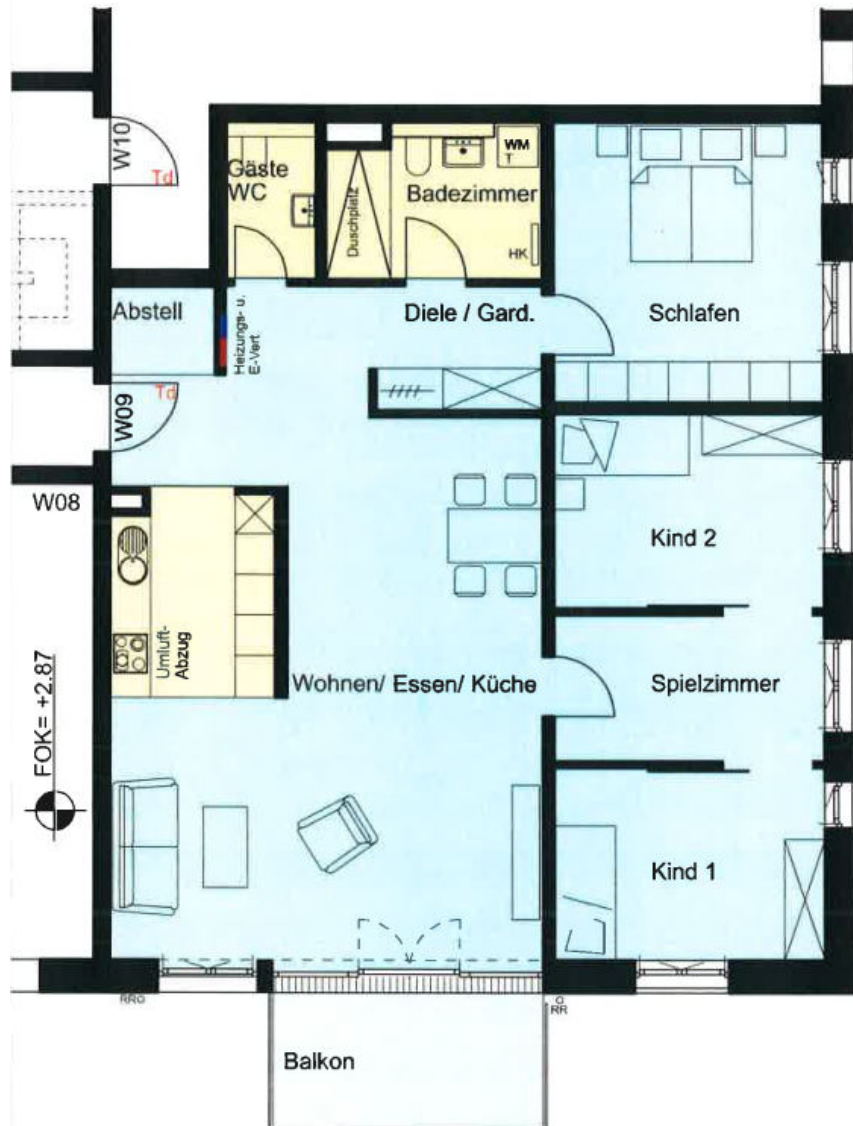 W10
Td
Gäste
WC
Duschplatz
WM
T
Badezimmer
HK
Abstell
Heizungs- u.
E-Vert
Diele / Gard.
Schlafen
Td
W09
W08
Kind 2
Umluft-
Abzug
Wohnen/ Essen/ Küche
Spielzimmer
FOK= +2.87
Kind 1
RR
RR
Balkon